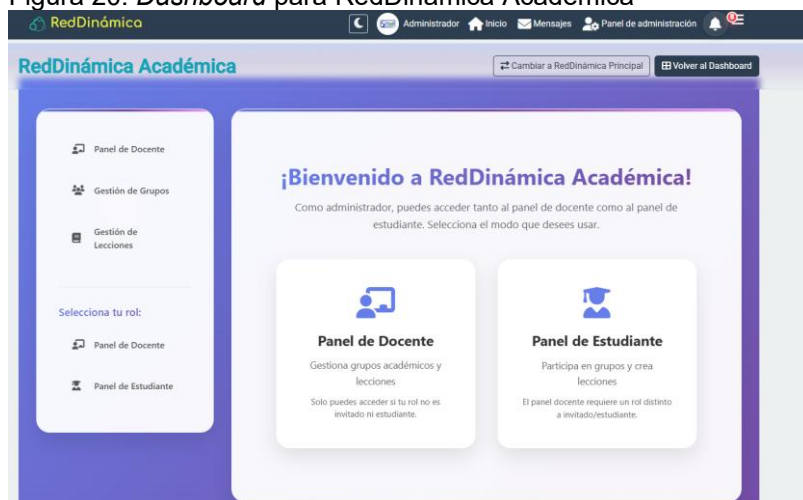 Figura 20. Dashboard para RedDinámica Académica
RedDinámica
Administrador
Inicio
Mensajes
Panel de administración
RedDinámica Académica
Cambiar a RedDinámica Principal
Volver al Dashboard
Panel de Docente
Gestión de Grupos
Gestión de
Lecciones
Selecciona tu rol:
Panel de Docente
Panel de Estudiante
¡Bienvenido a RedDinámica Académica!
Como administrador, puedes acceder tanto al panel de docente como al panel de
estudiante. Selecciona el modo que desees usar.
Panel de Docente
Gestiona grupos académicos y
lecciones
Solo puedes acceder si tu rol no es
invitado ni estudiante.
Panel de Estudiante
Participa en grupos y crea
lecciones
El panel docente requiere un rol distinto
a invitado/estudiante.